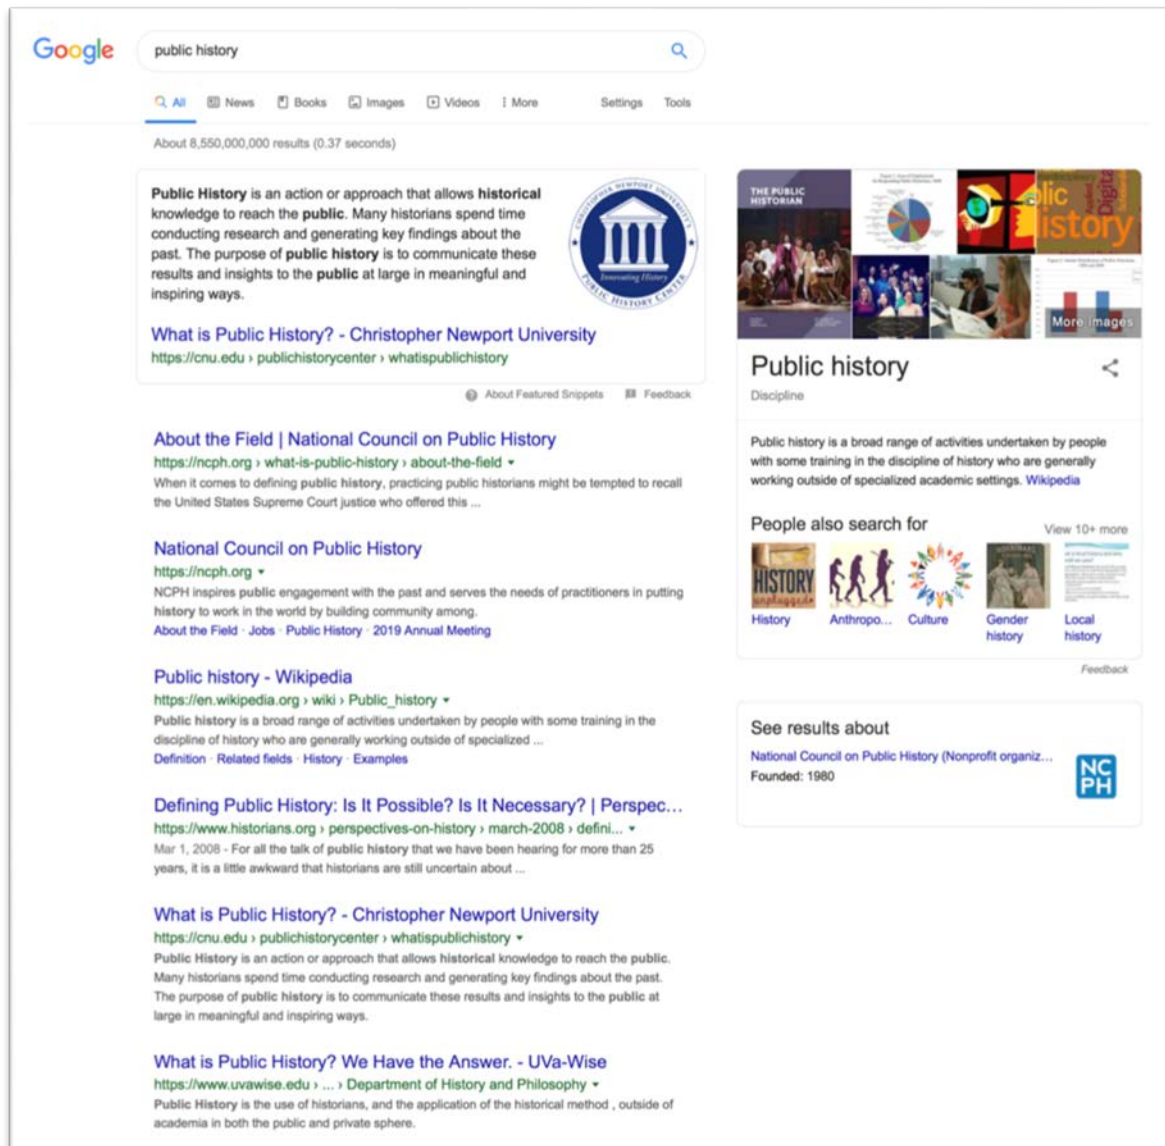 Google
public history
All News Books Images Videos More Settings Tools
About 8,550,000,000 results (0.37 seconds)
Public History is an action or approach that allows historical
knowledge to reach the public. Many historians spend time
conducting research and generating key findings about the
past. The purpose of public history is to communicate these
results and insights to the public at large in meaningful and
inspiring ways.
CHRISTOPHER NEWPORT UNIVERSITY'S
Innovating History
PUBLIC HISTORY CENTER
What is Public History? - Christopher Newport University
https://cnu.edu › publichistorycenter › whatispublichistory
About Featured Snippets Feedback
About the Field | National Council on Public History
https://ncph.org › what-is-public-history › about-the-field
When it comes to defining public history, practicing public historians might be tempted to recall
the United States Supreme Court justice who offered this ...
National Council on Public History
https://ncph.org
NCPH inspires public engagement with the past and serves the needs of practitioners in putting
history to work in the world by building community among.
About the Field · Jobs · Public History · 2019 Annual Meeting
Public history - Wikipedia
https://en.wikipedia.org › wiki › Public_history
Public history is a broad range of activities undertaken by people with some training in the
discipline of history who are generally working outside of specialized ...
Definition · Related fields · History · Examples
Defining Public History: Is It Possible? Is It Necessary? | Perspec...
https://www.historians.org › perspectives-on-history › march-2008 › defini...
Mar 1, 2008 - For all the talk of public history that we have been hearing for more than 25
years, it is a little awkward that historians are still uncertain about ...
What is Public History? - Christopher Newport University
https://cnu.edu › publichistorycenter › whatispublichistory
Public History is an action or approach that allows historical knowledge to reach the public.
Many historians spend time conducting research and generating key findings about the past.
The purpose of public history is to communicate these results and insights to the public at
large in meaningful and inspiring ways.
What is Public History? We Have the Answer. - UVa-Wise
https://www.uvawise.edu › ... › Department of History and Philosophy
Public History is the use of historians, and the application of the historical method , outside of
academia in both the public and private sphere.
THE PUBLIC
HISTORIAN
blic
istory
Digita
More images
Public history
Discipline
Public history is a broad range of activities undertaken by people
with some training in the discipline of history who are generally
working outside of specialized academic settings. Wikipedia
People also search for
View 10+ more
HISTORY
unplugged
History
Anthropo...
Culture
Gender
history
Local
history
Feedback
See results about
National Council on Public History (Nonprofit organiz...
Founded: 1980
NC
PH